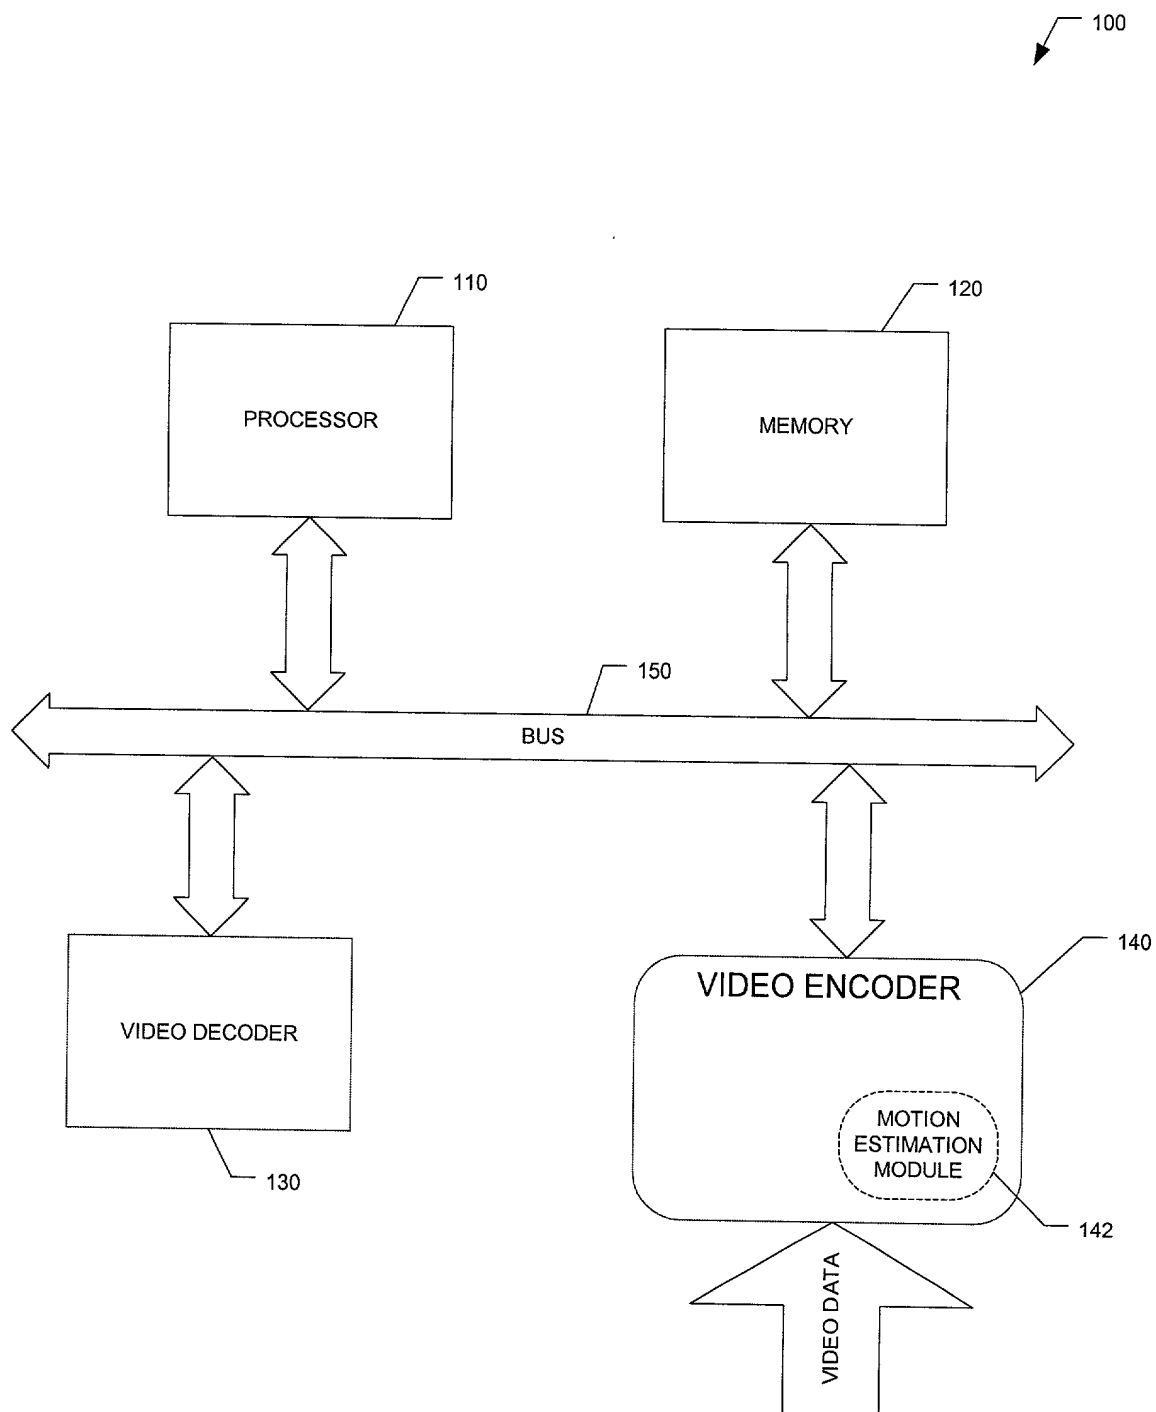 100
110
120
PROCESSOR
MEMORY
150
BUS
140
VIDEO ENCODER
VIDEO DECODER
MOTION
ESTIMATION
MODULE
130
142
VIDEO DATA